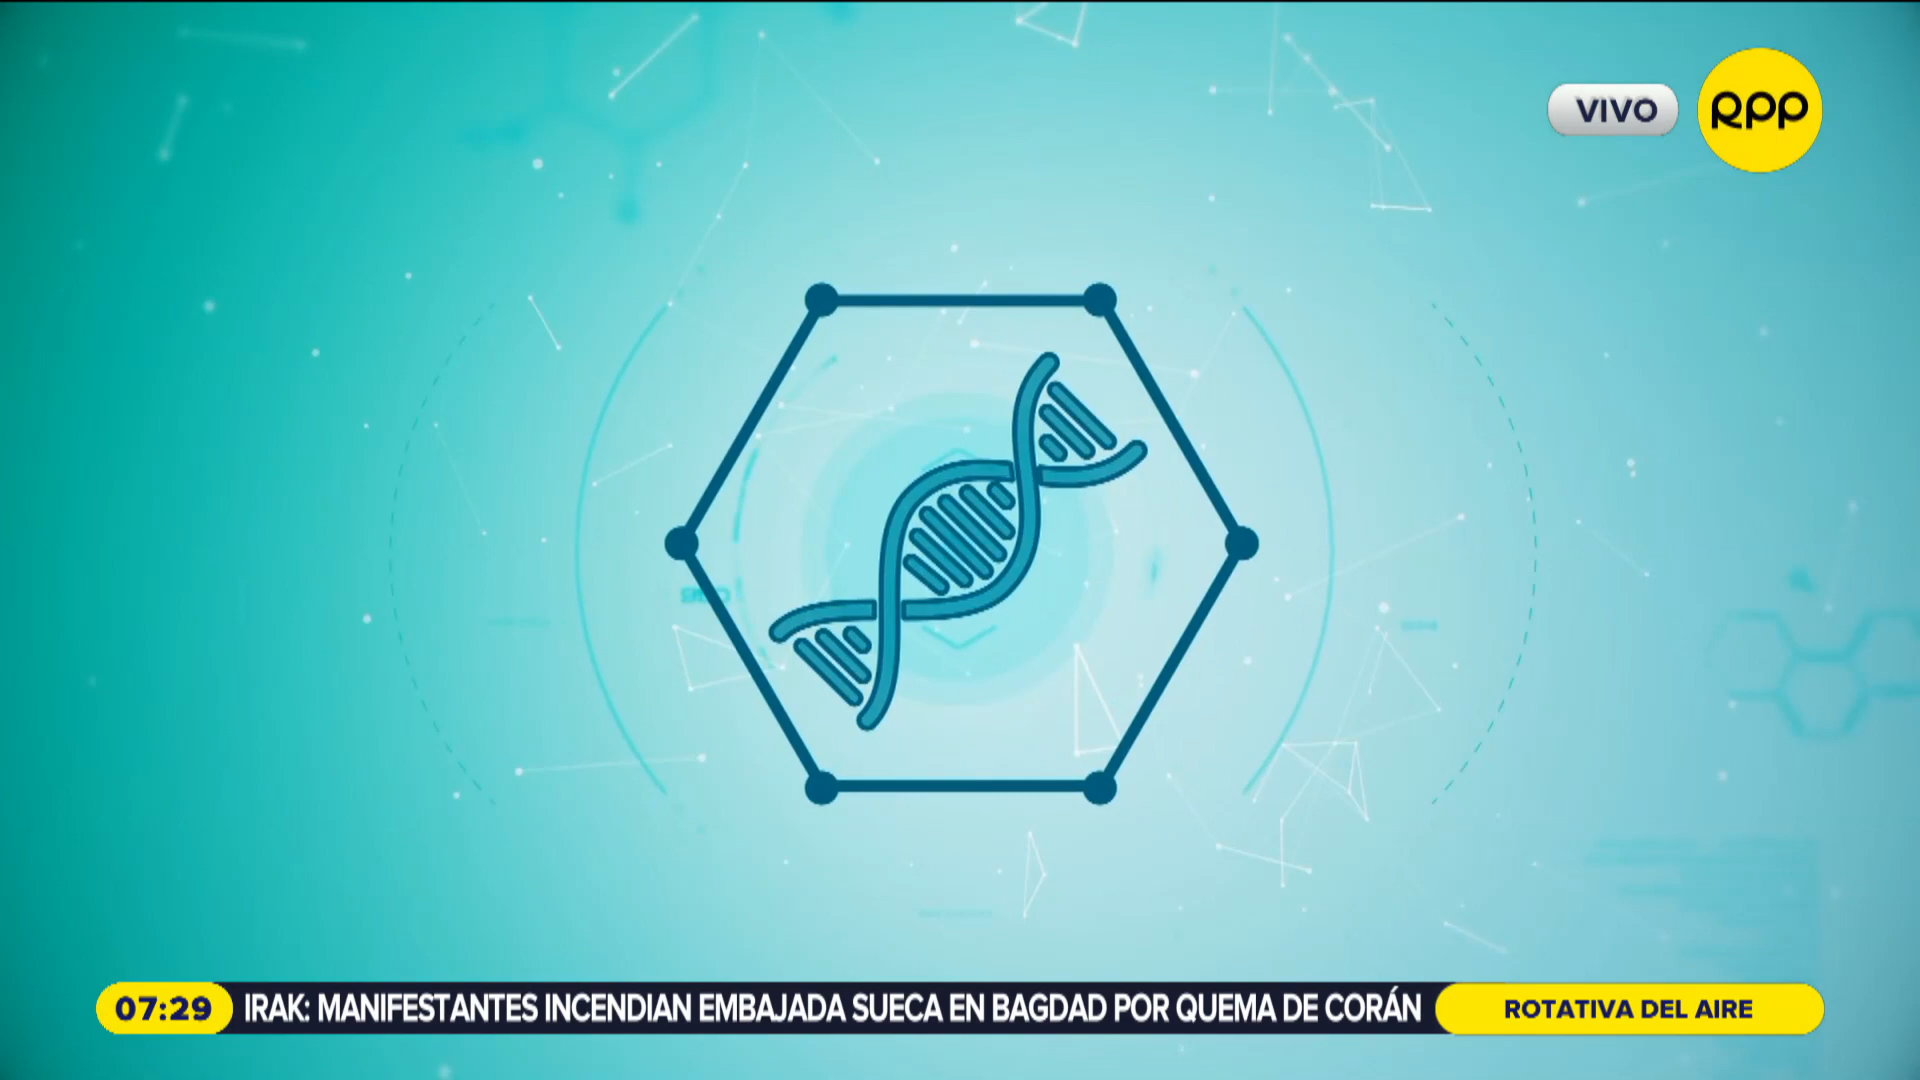 VIVO
rpp
07:29
IRAK: MANIFESTANTES INCENDIAN EMBAJADA SUECA EN BAGDAD POR QUEMA DE CORÁN
ROTATIVA DEL AIRE